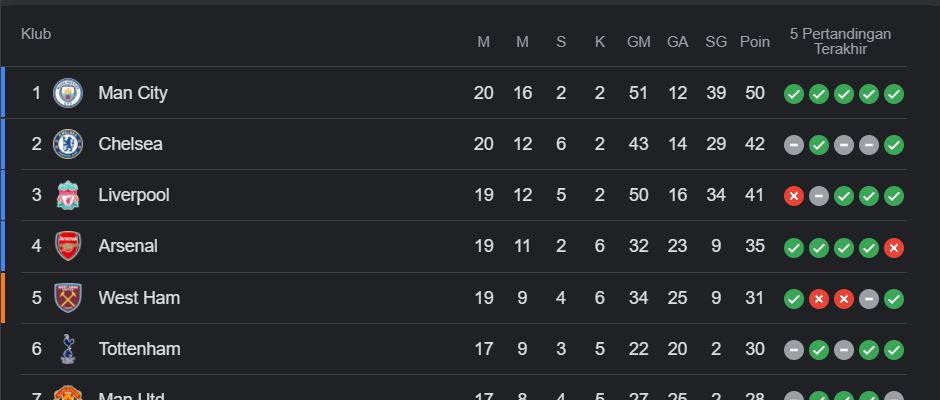 Klub M M S K GM GA SG Poin 5 Pertandingan
Terakhir
1 Man City 20 16 2 2 51 12 39 50
2 Chelsea 20 12 6 2 43 14 29 42
3 Liverpool 19 12 5 2 50 16 34 41
4 Arsenal 19 11 2 6 32 23 9 35
5 West Ham 19 9 4 6 34 25 9 31
6 Tottenham 17 9 3 5 22 20 2 30
7 Man Utd 17 8 4 5 27 25 2 28